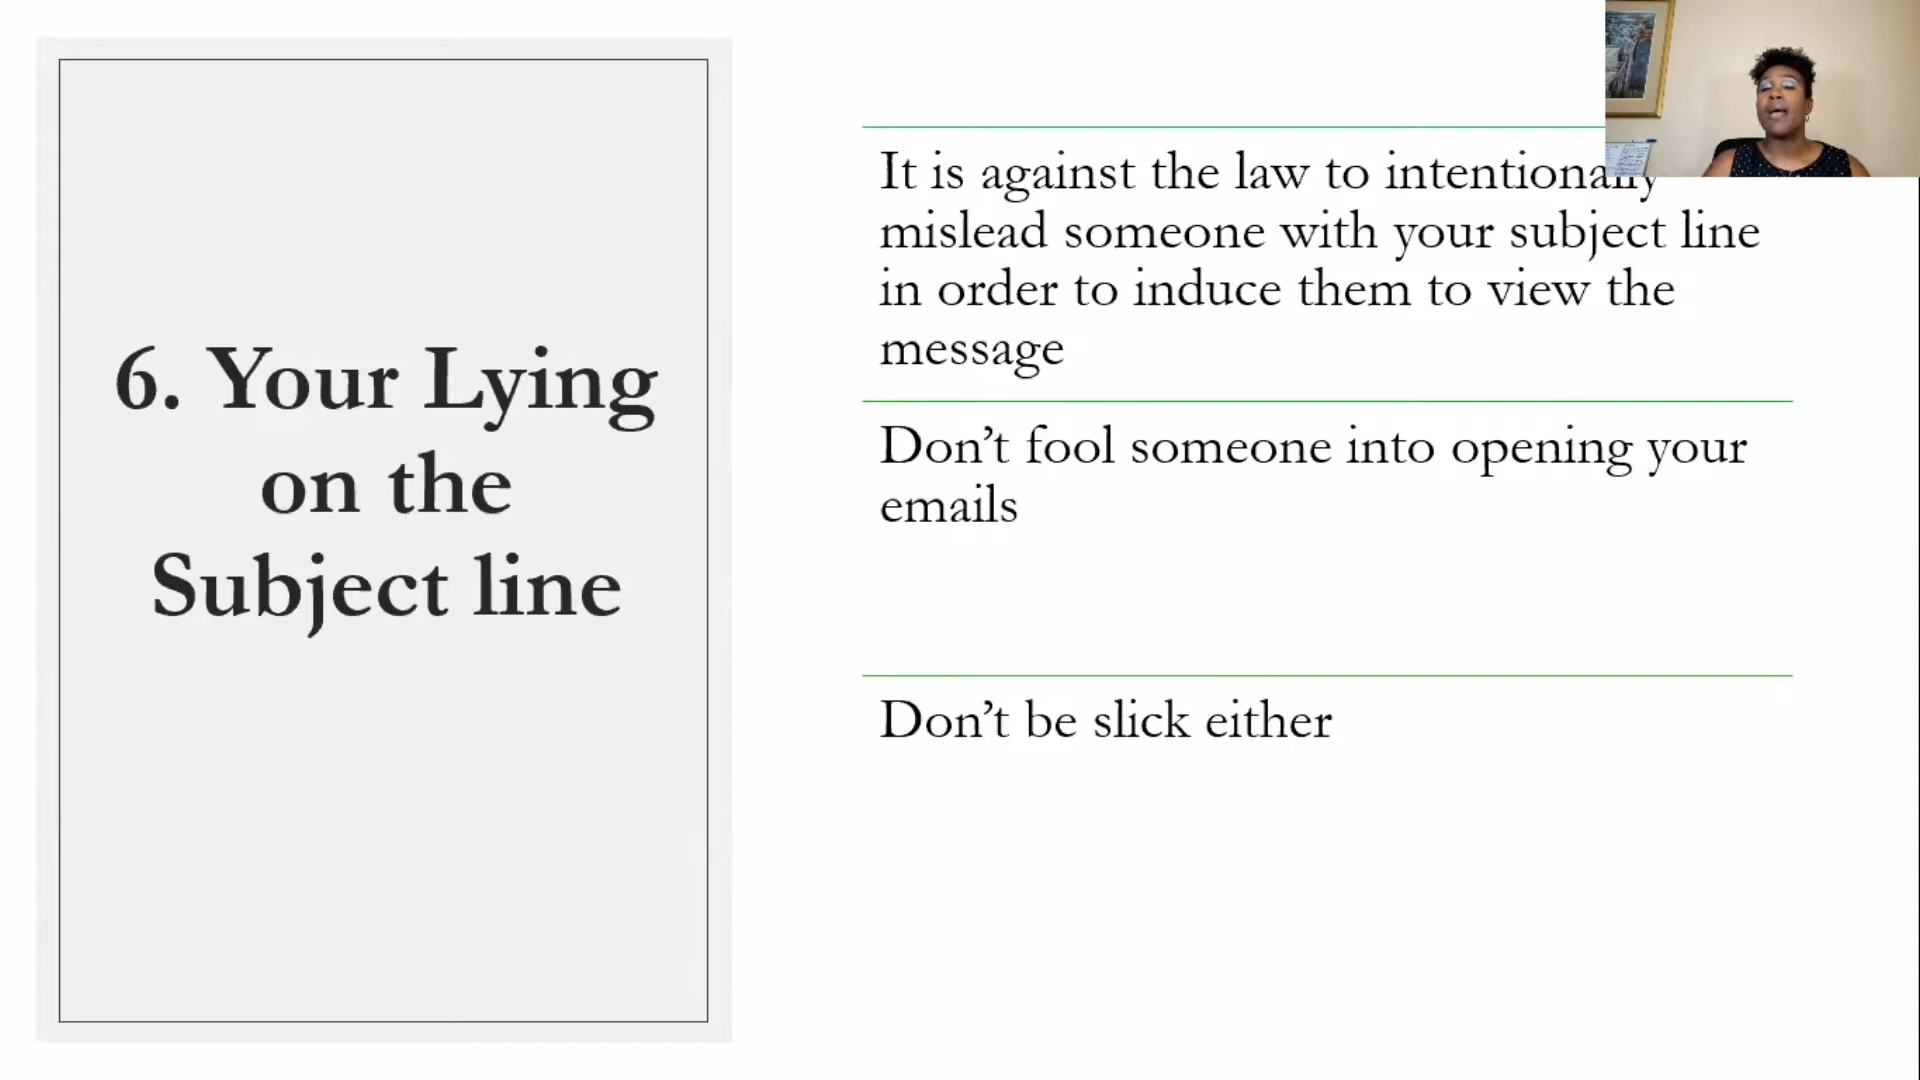 6. Your Lying
on the
Subject line
It is against the law to intentionally
mislead someone with your subject line
in order to induce them to view the
message
Don’t fool someone into opening your
emails
Don’t be slick either